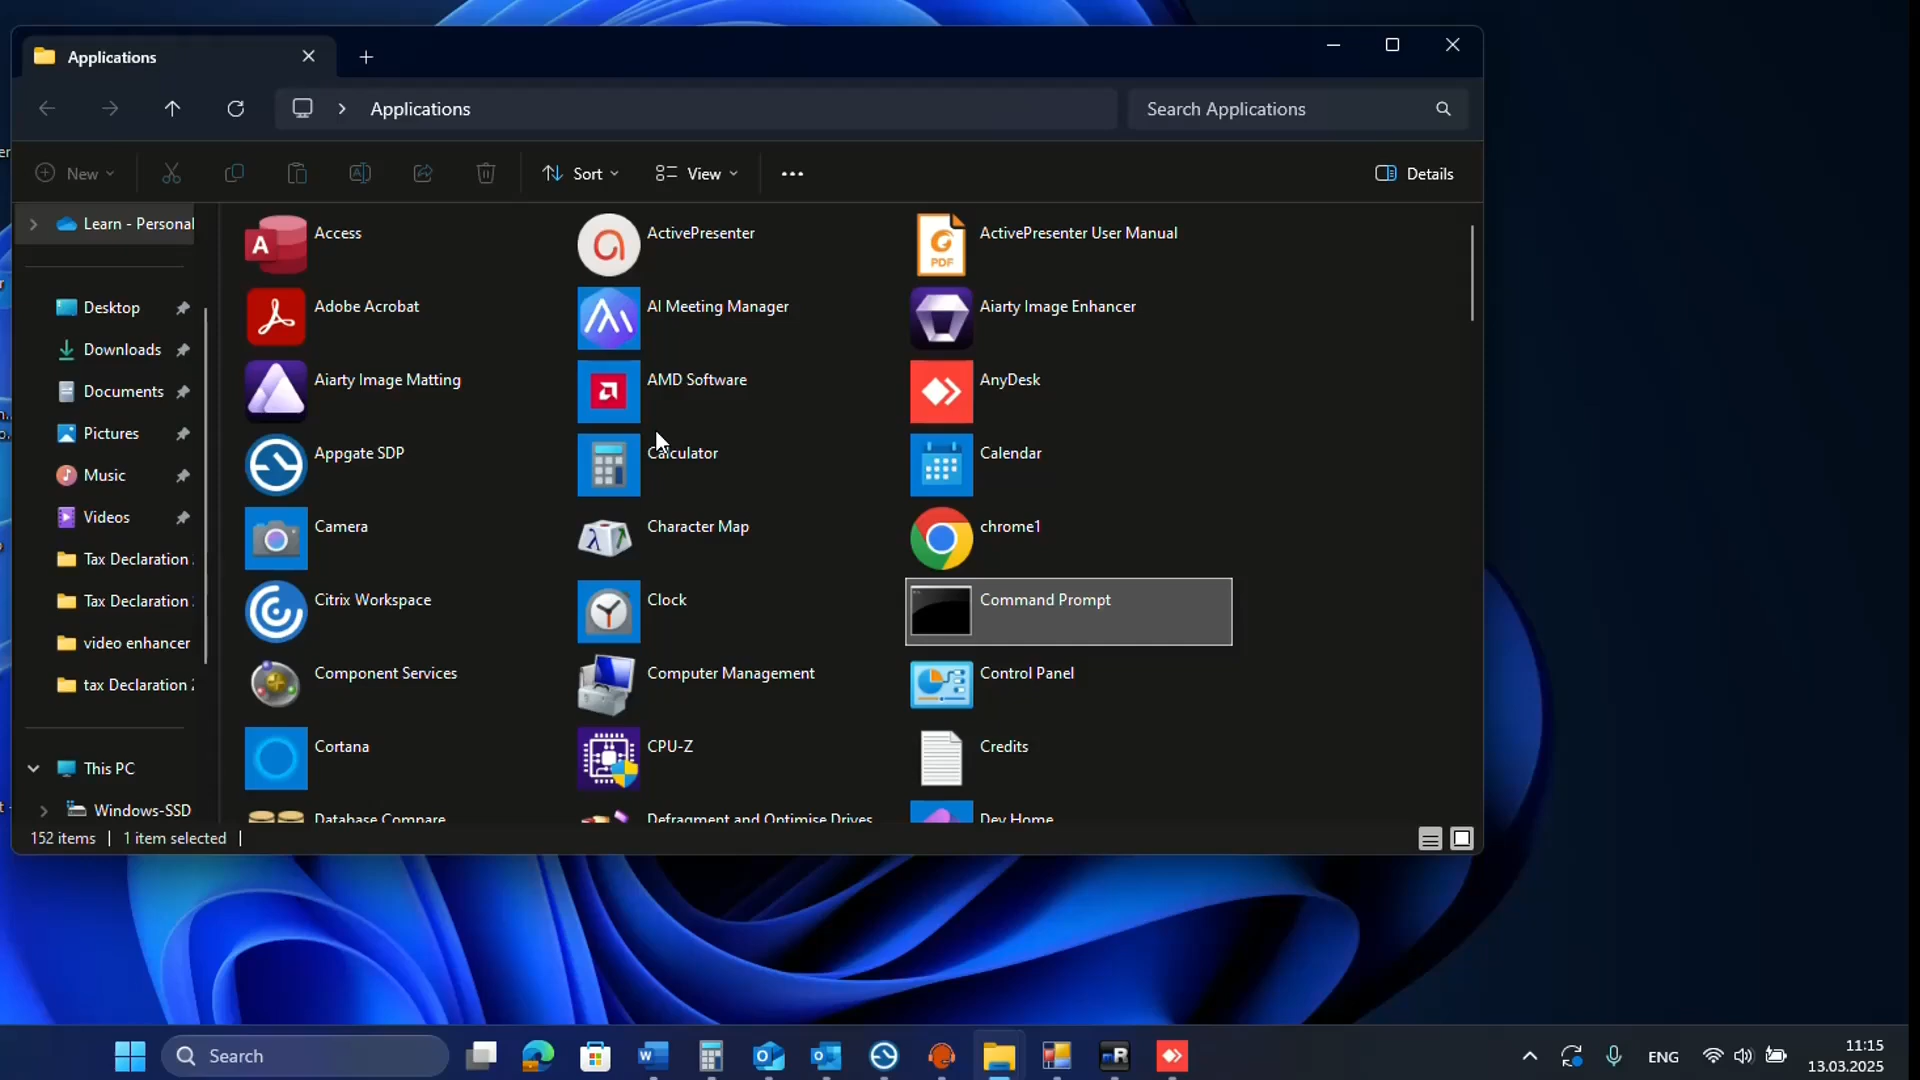 Applications
Applications
Search Applications
New
Sort
View
Details
Learn - Personal
Desktop
Downloads
Documents
Pictures
Music
Videos
Tax Declaration
Tax Declaration
video enhancer
tax Declaration 2
This PC
Windows-SSD
Access
ActivePresenter
ActivePresenter User Manual
PDF
Adobe Acrobat
AI Meeting Manager
Aiarty Image Enhancer
Aiarty Image Matting
AMD Software
AnyDesk
Appgate SDP
Calculator
Calendar
Camera
Character Map
chrome1
Citrix Workspace
Clock
Command Prompt
Component Services
Computer Management
Control Panel
Cortana
CPU-Z
Credits
Database Compare
Defragment and Optimise Drives
Dev Home
152 items
1 item selected
Search
ENG
11:15
13.03.2025